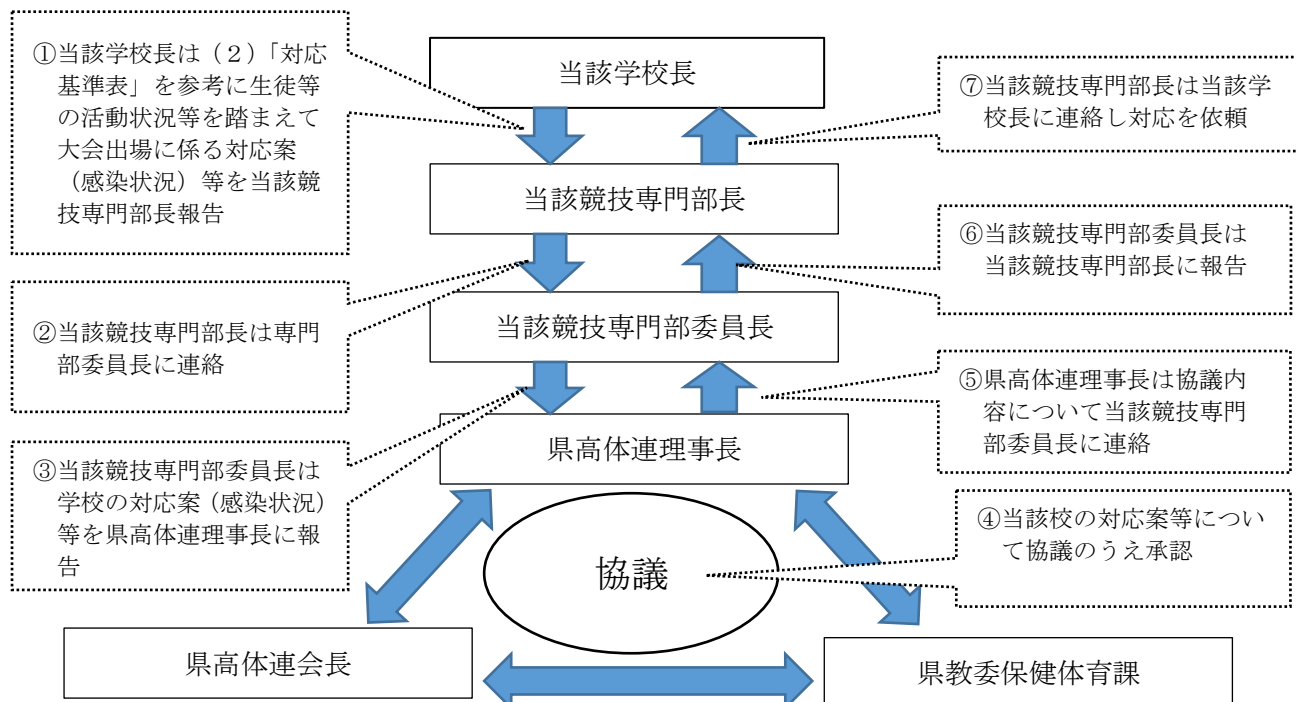 ①当該学校長は（２）「対応
基準表」を参考に生徒等
の活動状況等を踏まえて
大会出場に係る対応案
（感染状況）等を当該競
技専門部長報告
当該学校長
⑦当該競技専門部長は当該学
校長に連絡し対応を依頼
当該競技専門部長
⑥当該競技専門部委員長は
当該競技専門部長に報告
②当該競技専門部長は専門
部委員長に連絡
当該競技専門部委員長
⑤県高体連理事長は協議内
容について当該競技専門
部委員長に連絡
③当該競技専門部委員長は
学校の対応案（感染状況）
等を県高体連理事長に報
告
県高体連理事長
④当該校の対応案等につい
て協議のうえ承認
協議
県高体連会長
県教委保健体育課